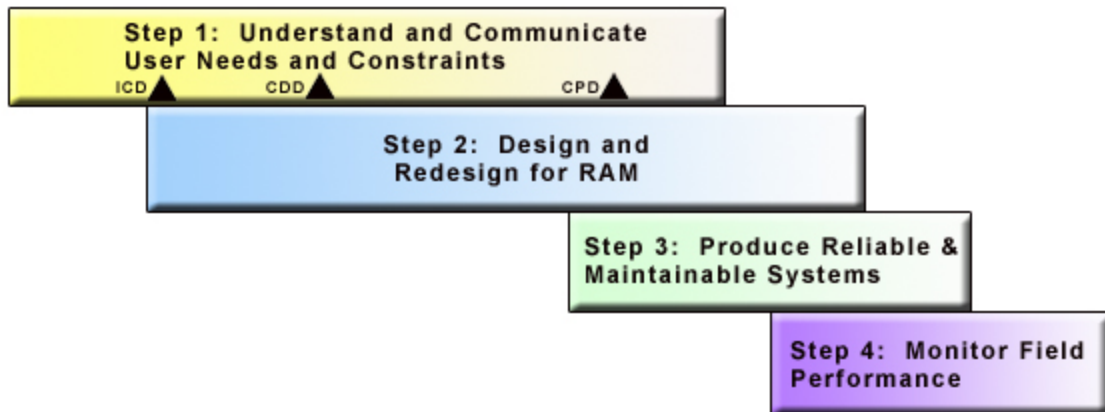 Step 1: Understand and Communicate
User Needs and Constraints
ICD CDD CPD
Step 2: Design and
Redesign for RAM
Step 3: Produce Reliable &
Maintainable Systems
Step 4: Monitor Field
Performance